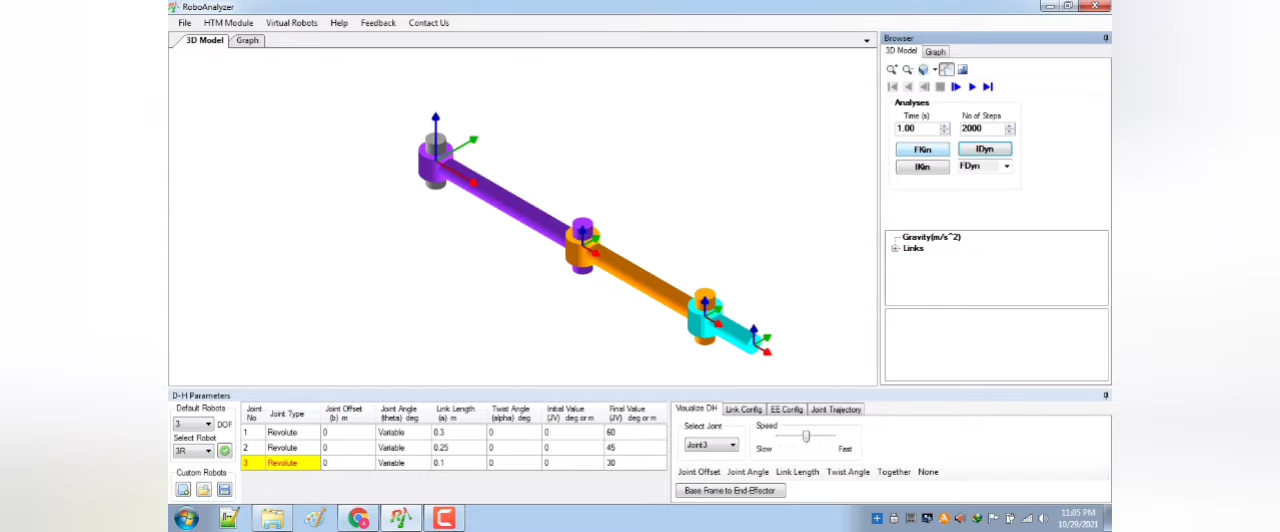 RoboAnalyzer
File HTM Module Virtual Robots Help Feedback Contact Us
3D Model Graph
Browser
3D Model Graph
Analyses
Time (s) No of Steps
1.00 2000
FKin IDyn
IKin FDyn
Gravity(m/s^2)
Links
D-H Parameters
Default Robots
3 DOF
Select Robot
3R
Custom Robots
Joint No Joint Type Joint Offset (b) m Joint Angle (theta) deg Link Length (a) m Twist Angle (alpha) deg Initial Value (JV) deg or m Final Value (JV) deg or m
1 Revolute 0 Variable 0.3 0 0 60
2 Revolute 0 Variable 0.25 0 0 45
3 Revolute 0 Variable 0.1 0 0 30
Visualize DH Link Config EE Config Joint Trajectory
Select Joint Speed
Joint3
Slow Fast
Joint Offset Joint Angle Link Length Twist Angle Together None
Base Frame to End-Effector
11:05 PM
10/29/2021